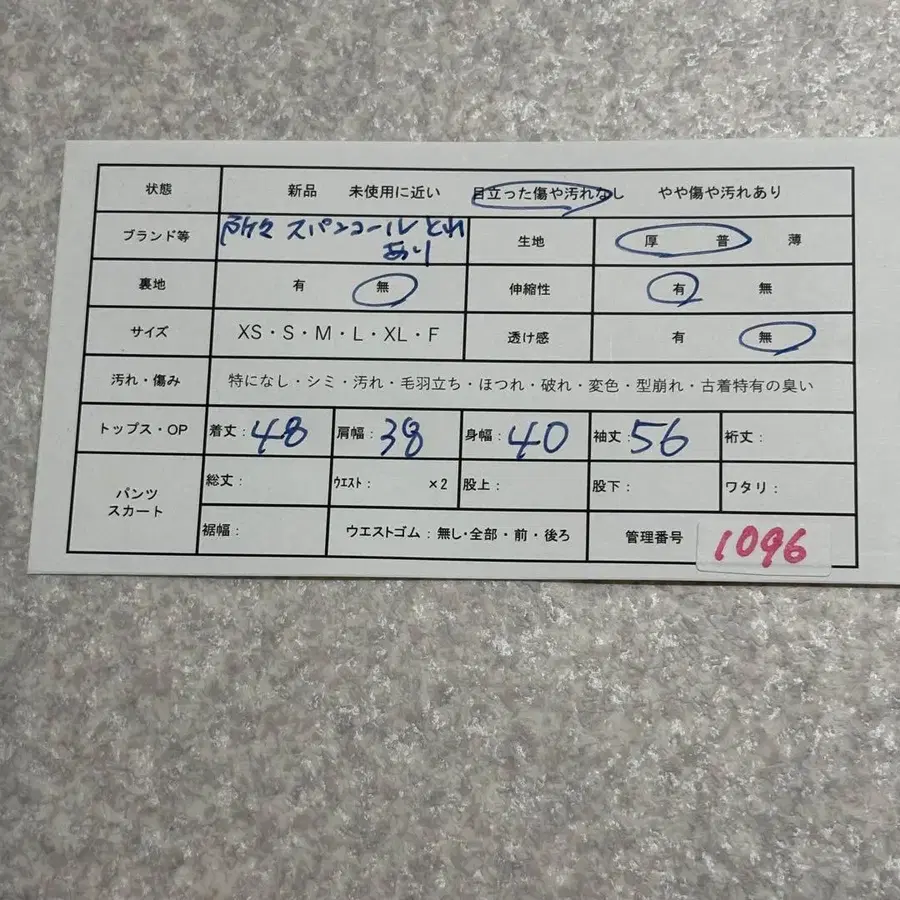 状態 新品 未使用に近い 目立った傷や汚れなし やや傷や汚れあり
ブランド等 所々 スパンコールとれ 生地 厚 普 薄
あり
裏地 有 無 伸縮性 有 無
サイズ XS・S・M・L・XL・F 透け感 有 無
汚れ・傷み 特になし・シミ・汚れ・毛羽立ち・ほつれ・破れ・変色・型崩れ・古着特有の臭い
トップス・OP 着丈:48 肩幅:38 身幅:40 袖丈:56 裄丈:
パンツ 総丈: ウエスト: ×2 股上: 股下: ワタリ:
スカート 裾幅: ウエストゴム:無し・全部・前・後ろ 管理番号 1096